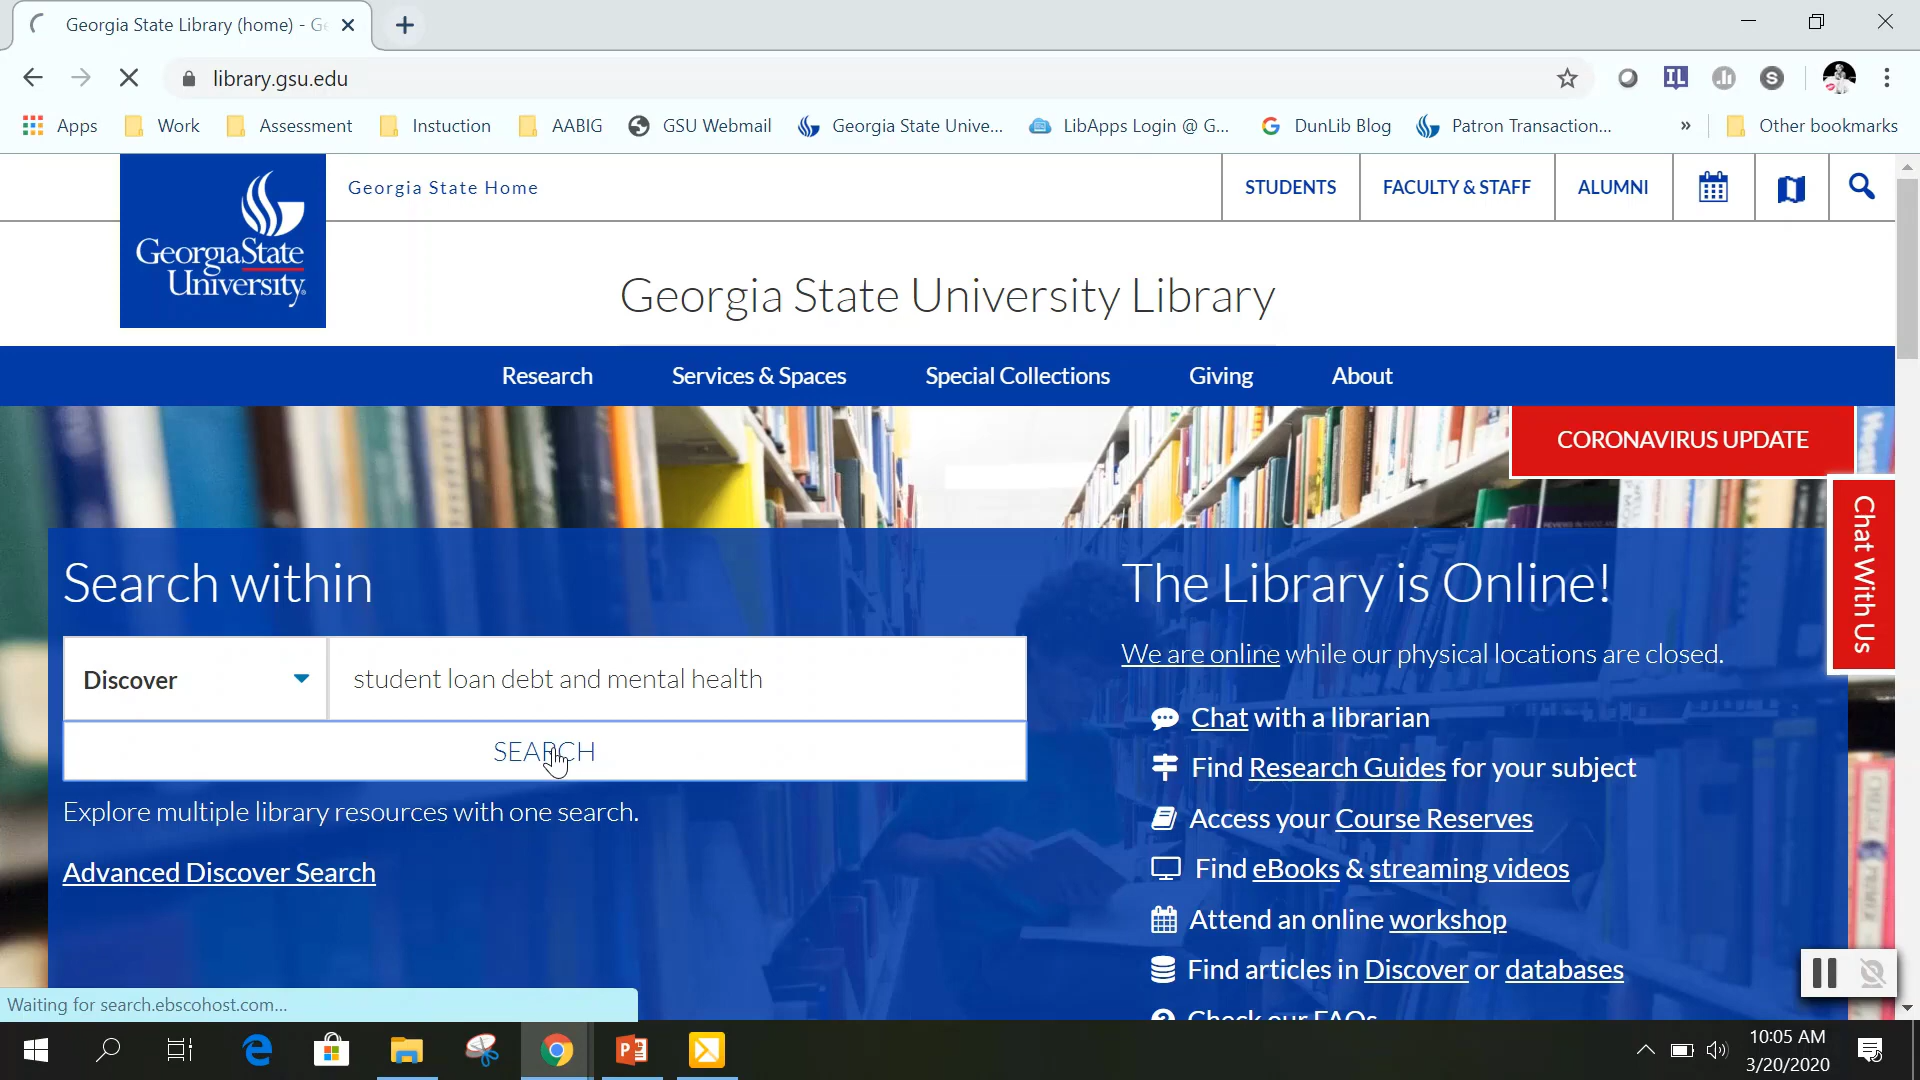 Georgia State Library (home) - Ge
library.gsu.edu
IL
S
Apps
Work
Assessment
Instuction
AABIG
GSU Webmail
Georgia State Unive...
LibApps Login @ G...
DunLib Blog
Patron Transaction...
»
Other bookmarks
GeorgiaState
University
Georgia State Home
STUDENTS
FACULTY & STAFF
ALUMNI
Georgia State University Library
Research
Services & Spaces
Special Collections
Giving
About
CORONAVIRUS UPDATE
Chat With Us
Search within
Discover
student loan debt and mental health
SEARCH
Explore multiple library resources with one search.
Advanced Discover Search
The Library is Online!
We are online while our physical locations are closed.
Chat with a librarian
Find Research Guides for your subject
Access your Course Reserves
Find eBooks & streaming videos
Attend an online workshop
Find articles in Discover or databases
Check our FAQs
Waiting for search.ebscohost.com...
10:05 AM
3/20/2020